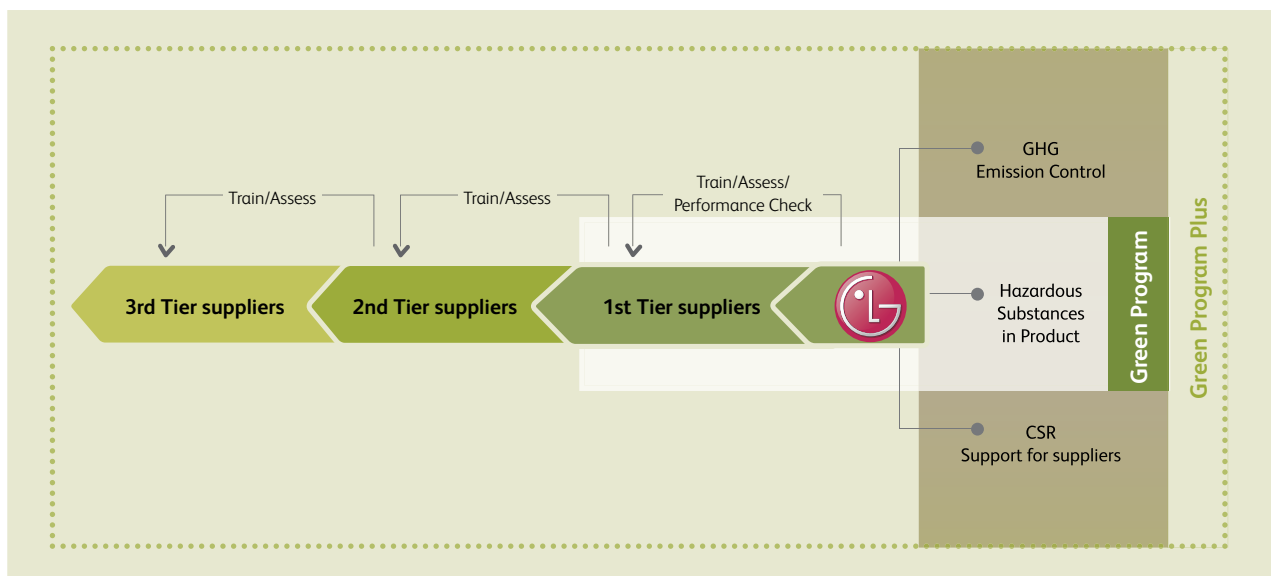 GHG
Emission Control
Train/Assess
Train/Assess
Train/Assess/
Performance Check
3rd Tier suppliers
2nd Tier suppliers
1st Tier suppliers
LG
Hazardous
Substances
in Product
Green Program
Green Program Plus
CSR
Support for suppliers